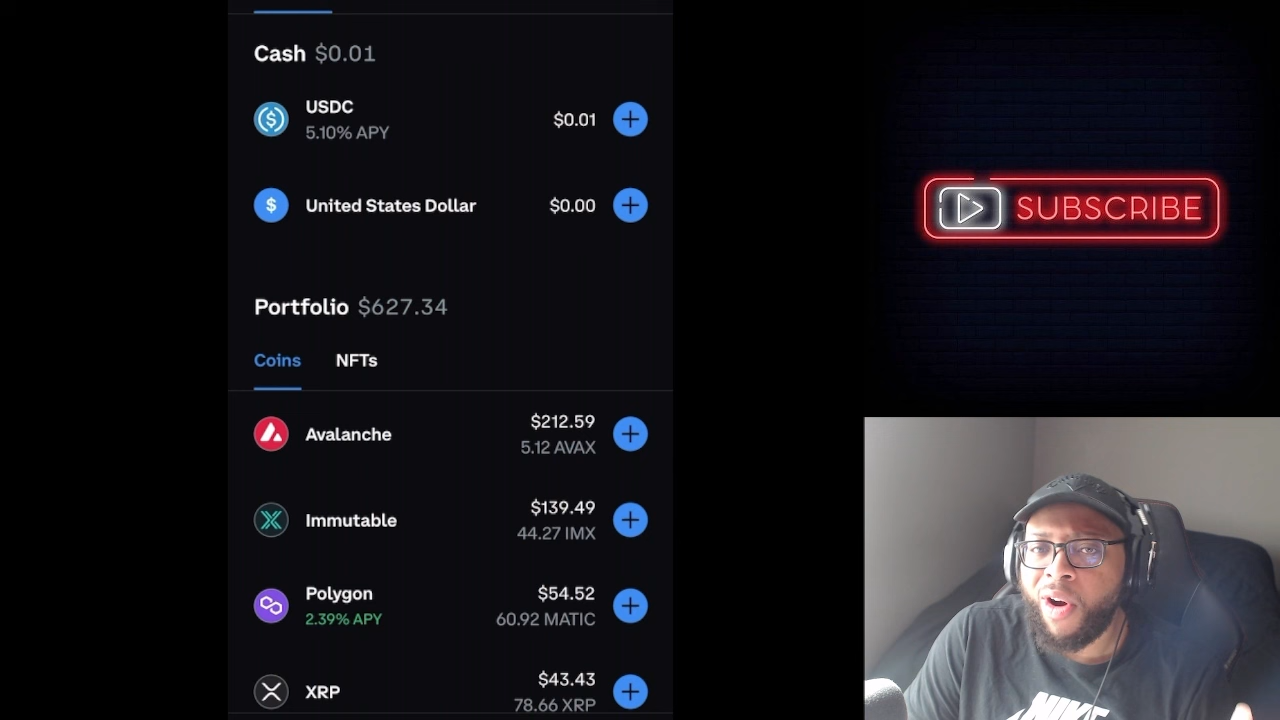 Cash $0.01
USDC
5.10% APY
$0.01
United States Dollar
$0.00
Portfolio $627.34
Coins NFTs
Avalanche
$212.59
5.12 AVAX
Immutable
$139.49
44.27 IMX
Polygon
2.39% APY
$54.52
60.92 MATIC
XRP
$43.43
78.66 XRP
SUBSCRIBE
NIKE